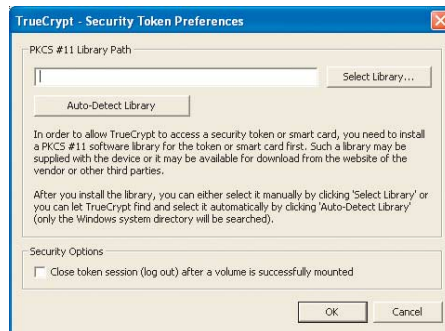 TrueCrypt - Security Token Preferences
PKCS #11 Library Path
Select Library...
Auto-Detect Library
In order to allow TrueCrypt to access a security token or smart card, you need to install
a PKCS #11 software library for the token or smart card first. Such a library may be
supplied with the device or it may be available for download from the website of the
vendor or other third parties.
After you install the library, you can either select it manually by clicking 'Select Library' or
you can let TrueCrypt find and select it automatically by clicking 'Auto-Detect Library'
(only the Windows system directory will be searched).
Security Options
Close token session (log out) after a volume is successfully mounted
OK
Cancel